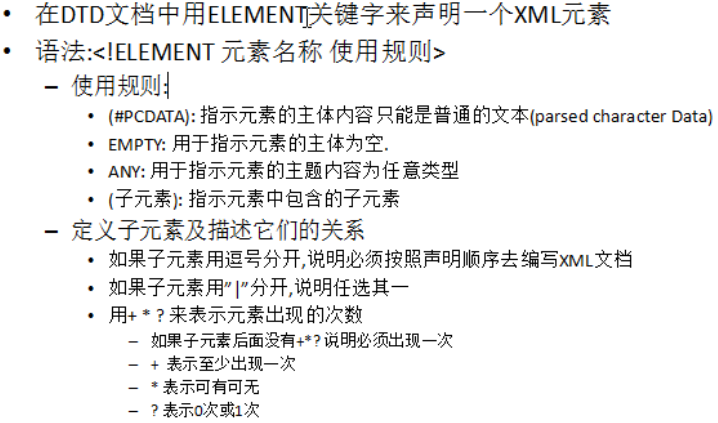 • 在DTD文档中用ELEMENT关键字来声明一个XML元素
• 语法:<!ELEMENT 元素名称 使用规则>
– 使用规则:
• (#PCDATA): 指示元素的主体内容只能是普通的文本(parsed character Data)
• EMPTY: 用于指示元素的主体为空.
• ANY: 用于指示元素的主题内容为任意类型
• (子元素): 指示元素中包含的子元素
– 定义子元素及描述它们的关系
• 如果子元素用逗号分开,说明必须按照声明顺序去编写XML文档
• 如果子元素用"|"分开,说明任选其一
• 用+ * ? 来表示元素出现的次数
– 如果子元素后面没有+*? 说明必须出现一次
– + 表示至少出现一次
– * 表示可有可无
– ? 表示0次或1次